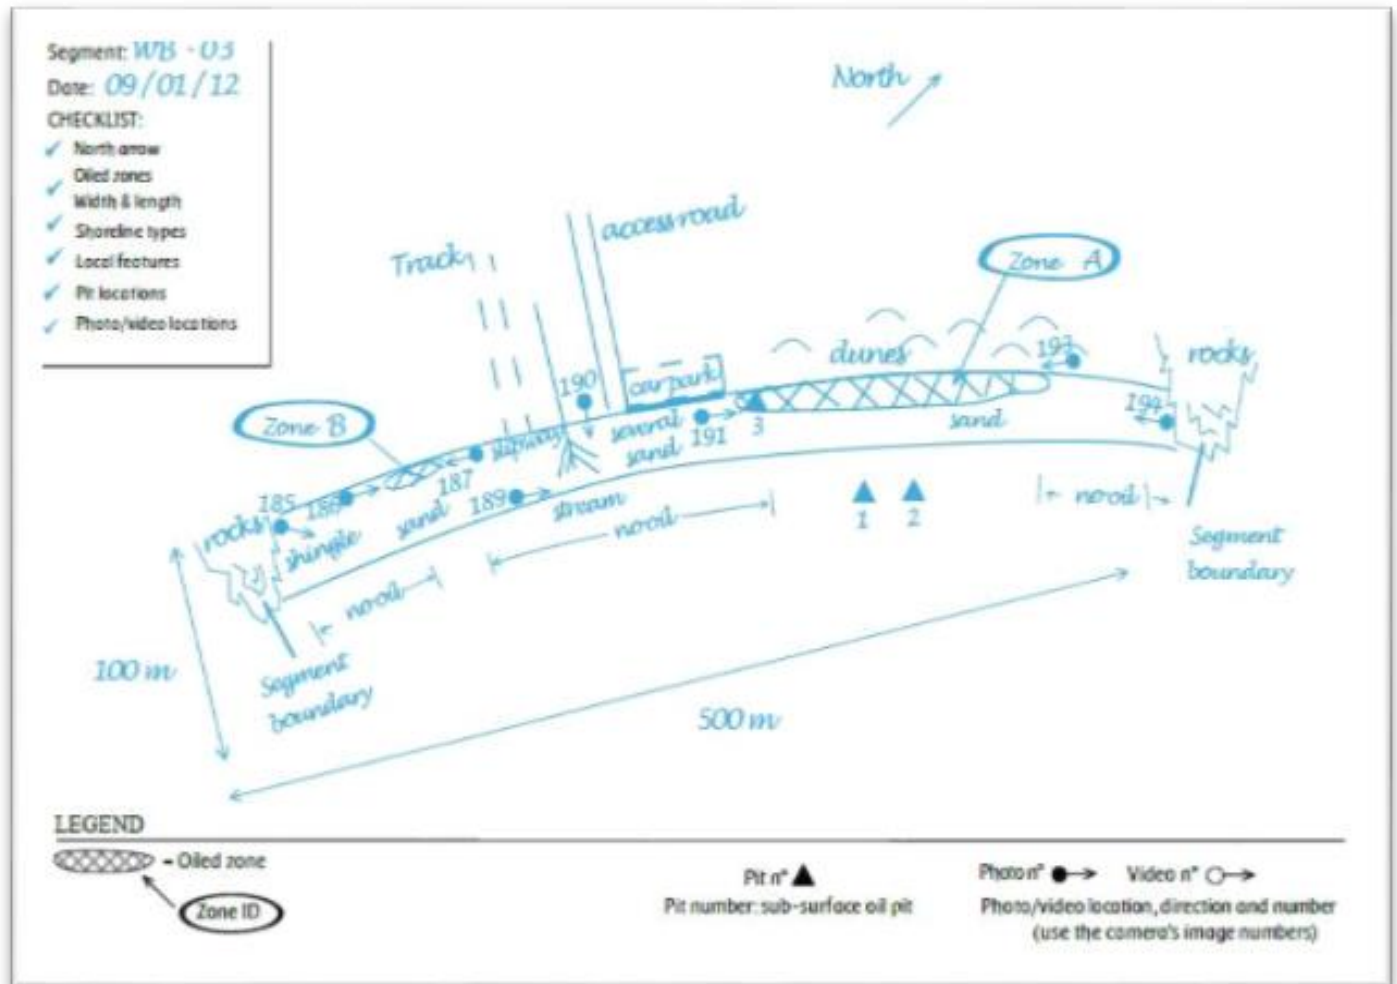 Segment: WB - 03
Date: 09/01/12
CHECKLIST:
✓ North arrow
✓ Oiled zones
Width & length
✓ Shoreline types
✓ Local features
✓ Pit locations
✓ Photo/video locations
North
access road
Track
Zone A
dunes
193
rocks
190
car park
194
Zone B
slipway
several
sand
191
3
sand
187
185
186
sand
189
stream
no oil
no oil
1
2
rocks
shingle
no oil
Segment
boundary
100 m
Segment
boundary
500 m
LEGEND
- Oiled zone
Zone ID
Pit n°
Pit number: sub-surface oil pit
Photo n°
Video n°
Photo/video location, direction and number
(use the camera's image numbers)